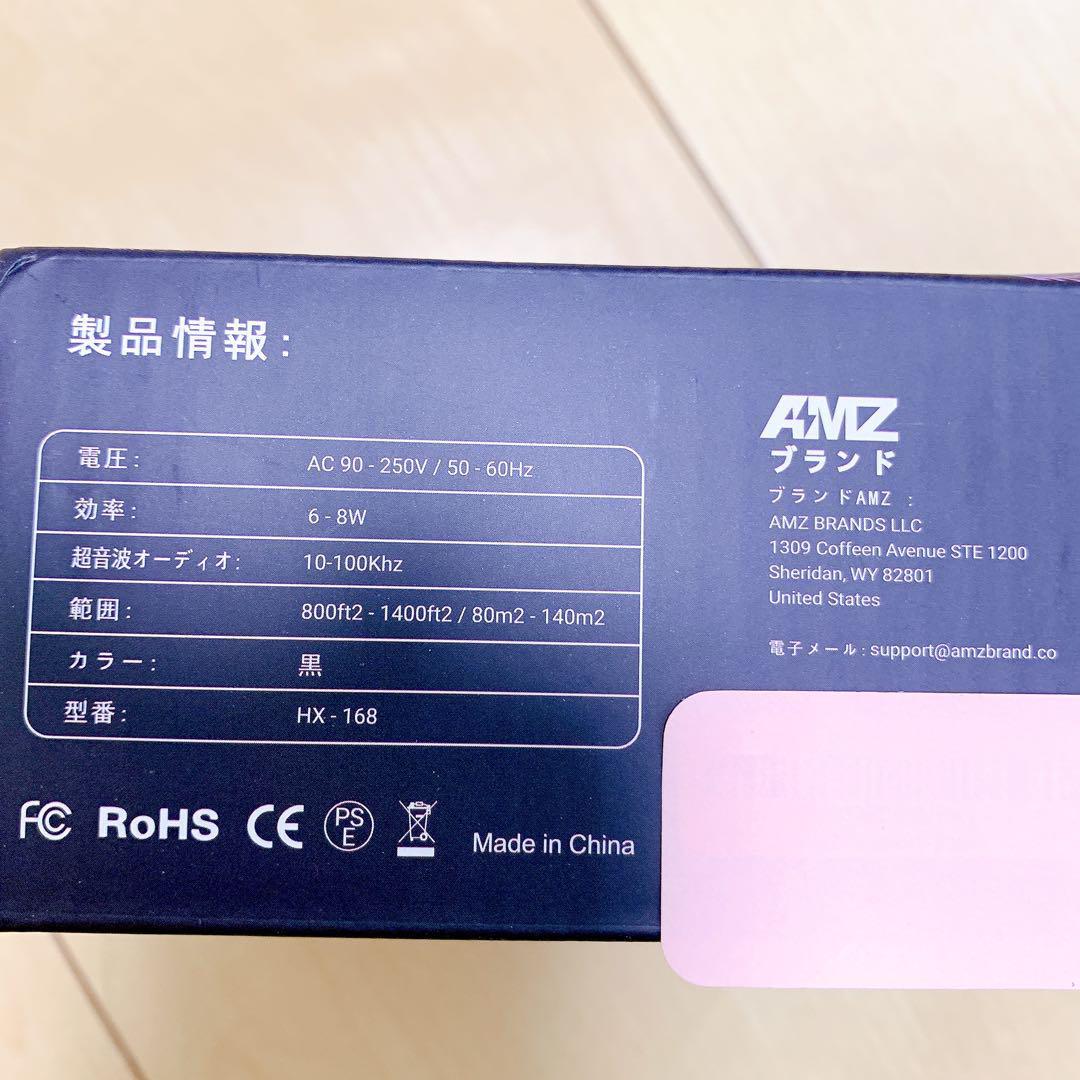 製品情報:
電圧: AC 90 - 250V / 50 - 60Hz
効率: 6 - 8W
超音波オーディオ: 10-100Khz
範囲: 800ft2 - 1400ft2 / 80m2 - 140m2
カラー: 黒
型番: HX - 168
FC RoHS CE PS E Made in China
AMZ
ブランド
ブランドAMZ :
AMZ BRANDS LLC
1309 Coffeen Avenue STE 1200
Sheridan, WY 82801
United States
電子メール: support@amzbrand.co